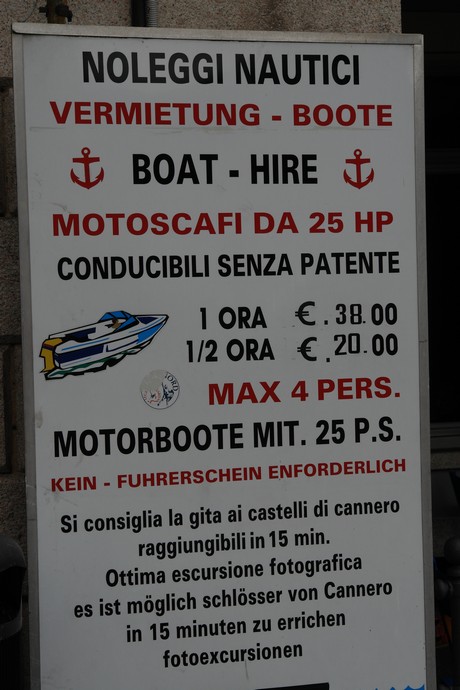 NOLEGGI NAUTICI
VERMIETUNG - BOOTE
BOAT - HIRE
MOTOSCAFI DA 25 HP
CONDUCIBILI SENZA PATENTE
1 ORA €. 38.00
1/2 ORA €. 20.00
MAX 4 PERS.
MOTORBOOTE MIT. 25 P.S.
KEIN - FUHRERSCHEIN ENFORDERLICH
Si consiglia la gita ai castelli di cannero
raggiungibili in 15 min.
Ottima escursione fotografica
es ist möglich schlösser von Cannero
in 15 minuten zu errichen
fotoexcursionen